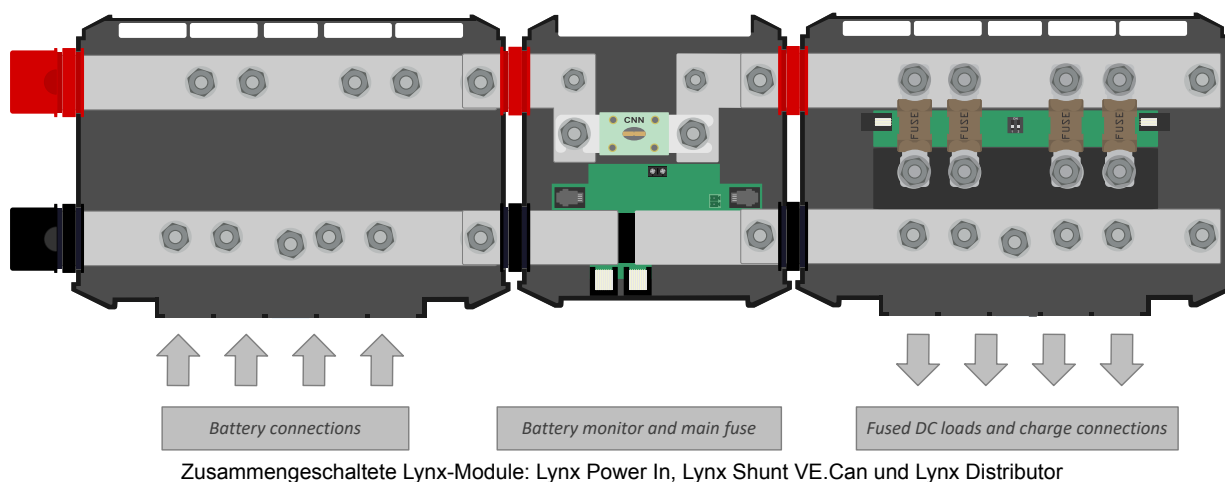 CNN
FUSE
FUSE
FUSE
FUSE
Battery connections
Battery monitor and main fuse
Fused DC loads and charge connections
Zusammengeschaltete Lynx-Module: Lynx Power In, Lynx Shunt VE.Can und Lynx Distributor